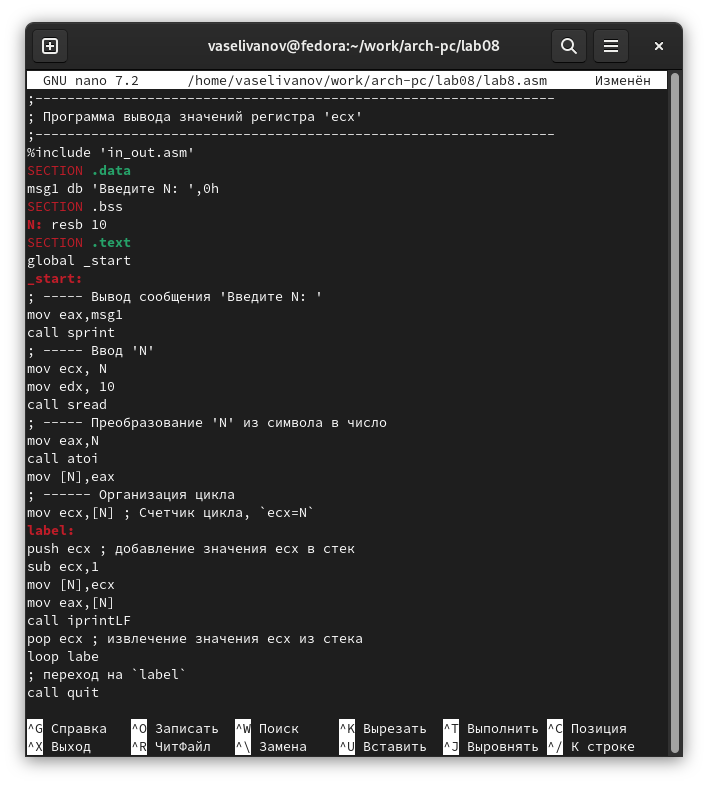 vaselivanov@fedora:~/work/arch-pc/lab08
GNU nano 7.2 /home/vaselivanov/work/arch-pc/lab08/lab8.asm Изменён
;-----------------------------------------------------------------
; Программа вывода значений регистра 'ecx'
;-----------------------------------------------------------------
%include 'in_out.asm'
SECTION .data
msg1 db 'Введите N: ',0h
SECTION .bss
N: resb 10
SECTION .text
global _start
_start:
; ----- Вывод сообщения 'Введите N: '
mov eax,msg1
call sprint
; ----- Ввод 'N'
mov ecx, N
mov edx, 10
call sread
; ----- Преобразование 'N' из символа в число
mov eax,N
call atoi
mov [N],eax
; ------ Организация цикла
mov ecx,[N] ; Счетчик цикла, `ecx=N`
label:
push ecx ; добавление значения ecx в стек
sub ecx,1
mov [N],ecx
mov eax,[N]
call iprintLF
pop ecx ; извлечение значения ecx из стека
loop labe
; переход на `label`
call quit
^G Справка ^O Записать ^W Поиск ^K Вырезать ^T Выполнить ^C Позиция
^X Выход ^R ЧитФайл ^\ Замена ^U Вставить ^J Выровнять ^/ К строке